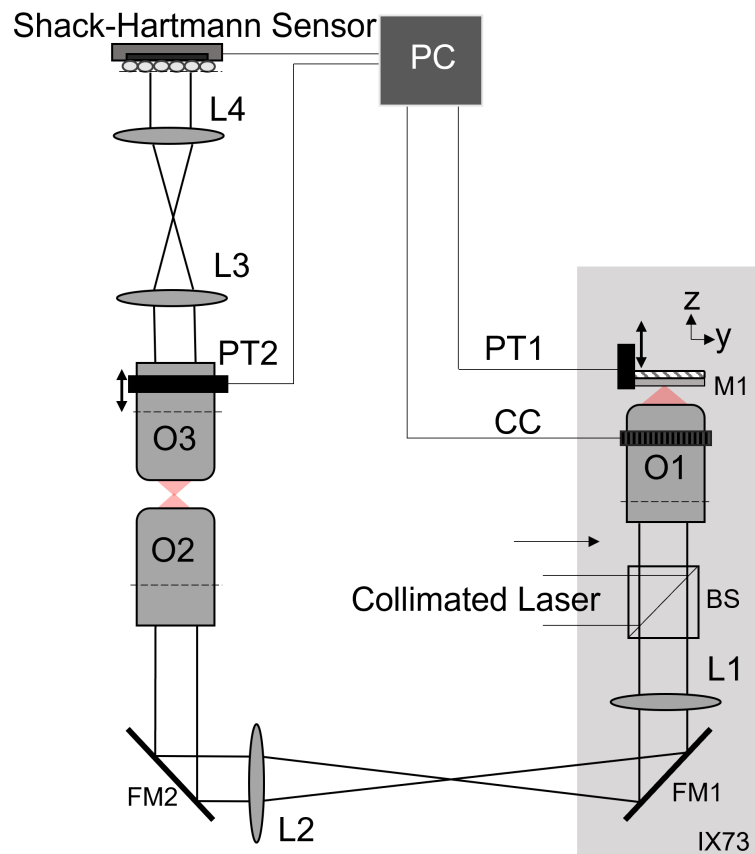 Shack-Hartmann Sensor
PC
L4
L3
z
PT2
PT1
y
M1
CC
O3
O1
O2
Collimated Laser
BS
L1
FM2
FM1
L2
IX73